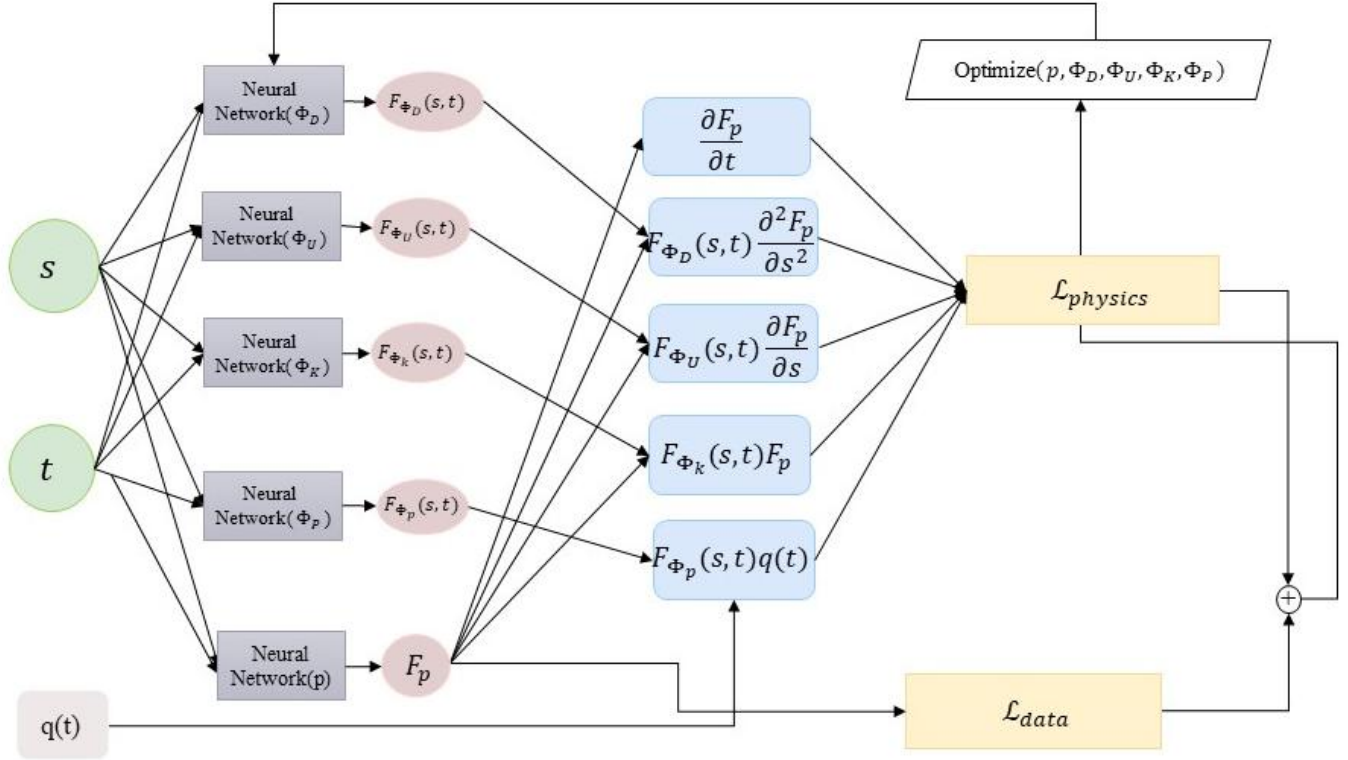 Optimize(p, Φ_D, Φ_U, Φ_K, Φ_P)
Neural
Network(Φ_D)
F_{Φ_D}(s,t)
∂F_p
∂t
Neural
Network(Φ_U)
F_{Φ_U}(s,t)
F_{Φ_D}(s,t) ∂²F_p
∂s²
s
ℒ_physics
Neural
Network(Φ_K)
F_{Φ_k}(s,t)
F_{Φ_U}(s,t) ∂F_p
∂s
t
F_{Φ_k}(s,t)F_p
Neural
Network(Φ_P)
F_{Φ_p}(s,t)
F_{Φ_p}(s,t)q(t)
+
Neural
Network(p)
F_p
q(t)
ℒ_data